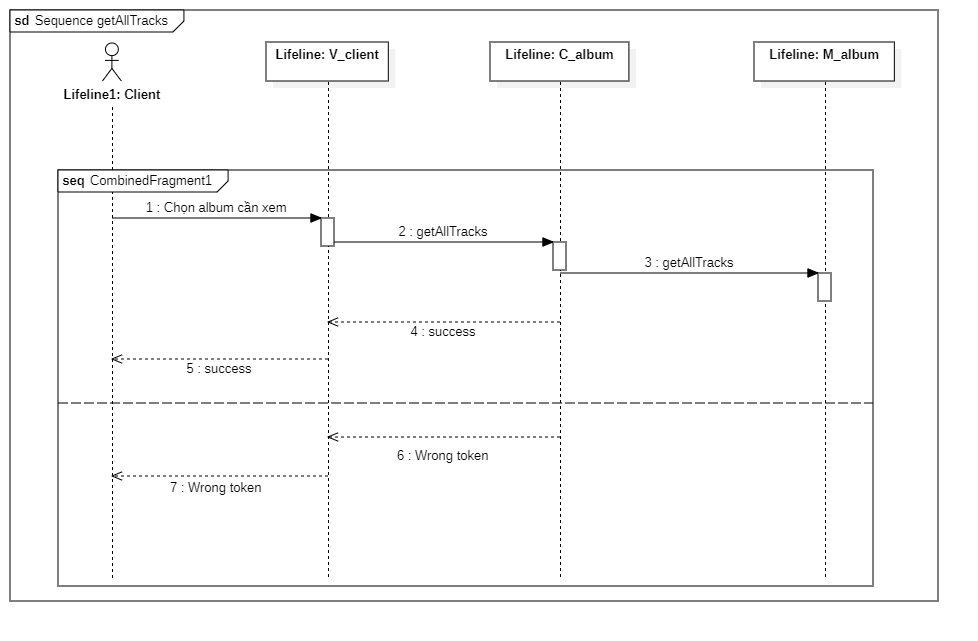 sd Sequence getAllTracks
Lifeline1: Client
Lifeline: V_client
Lifeline: C_album
Lifeline: M_album
seq CombinedFragment1
1 : Chọn album cần xem
2 : getAllTracks
3 : getAllTracks
4 : success
5 : success
6 : Wrong token
7 : Wrong token